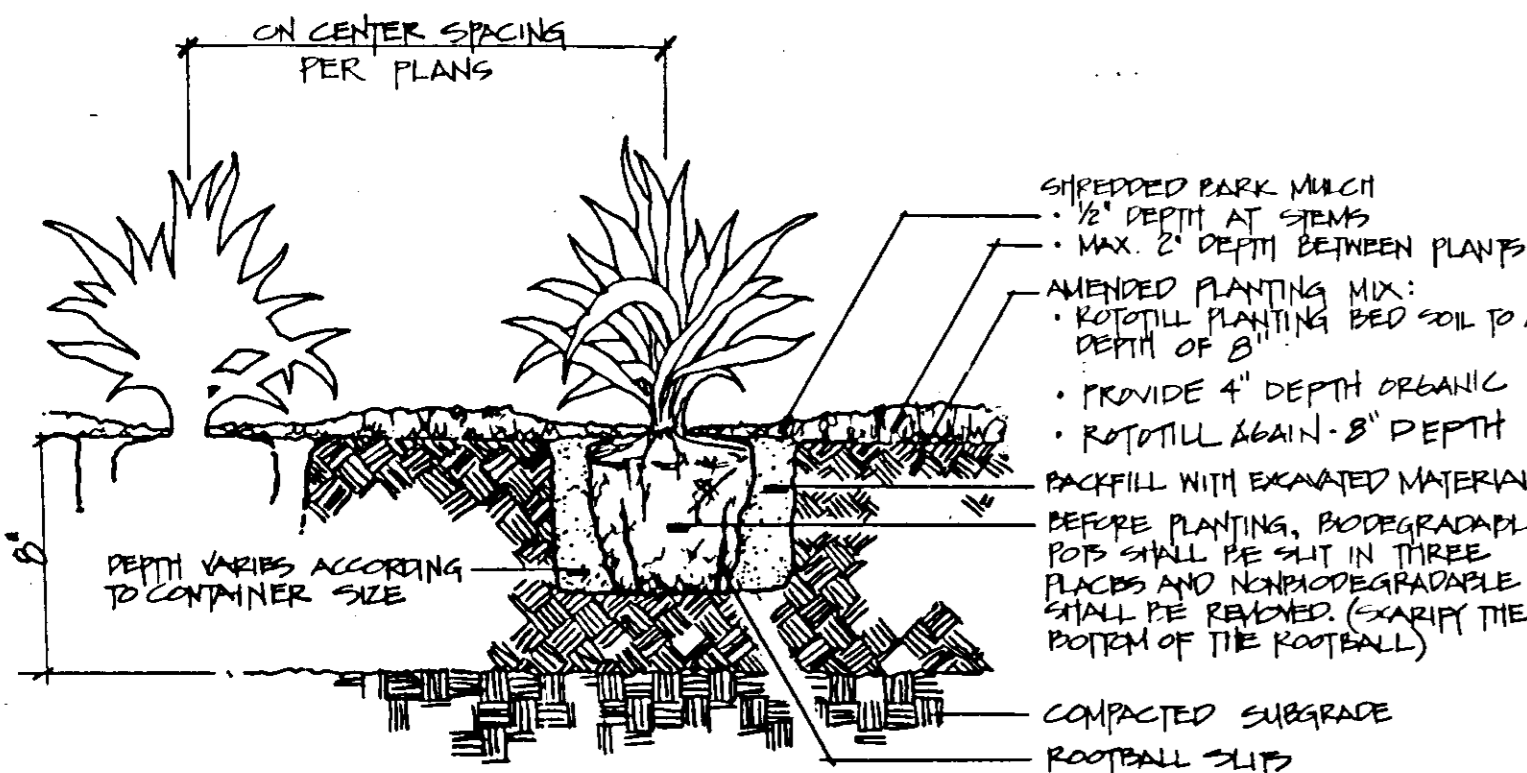 ON CENTER SPACING
PER PLANS
SHREDDED BARK MULCH
• 1/2" DEPTH AT STEMS
• MAX. 2" DEPTH BETWEEN PLANTS
AMENDED PLANTING MIX:
• ROTOTILL PLANTING BED SOIL TO A
DEPTH OF 8"
• PROVIDE 4" DEPTH ORGANIC
• ROTOTILL AGAIN - 8" DEPTH
BACKFILL WITH EXCAVATED MATERIAL
BEFORE PLANTING, BIODEGRADABL
POTS SHALL BE SLIT IN THREE
PLACES AND NONBIODEGRADABLE
SHALL BE REMOVED. (SCARIFY THE
BOTTOM OF THE ROOTBALL)
COMPACTED SUBGRADE
ROOTBALL SLITS
8"
DEPTH VARIES ACCORDING
TO CONTAINER SIZE